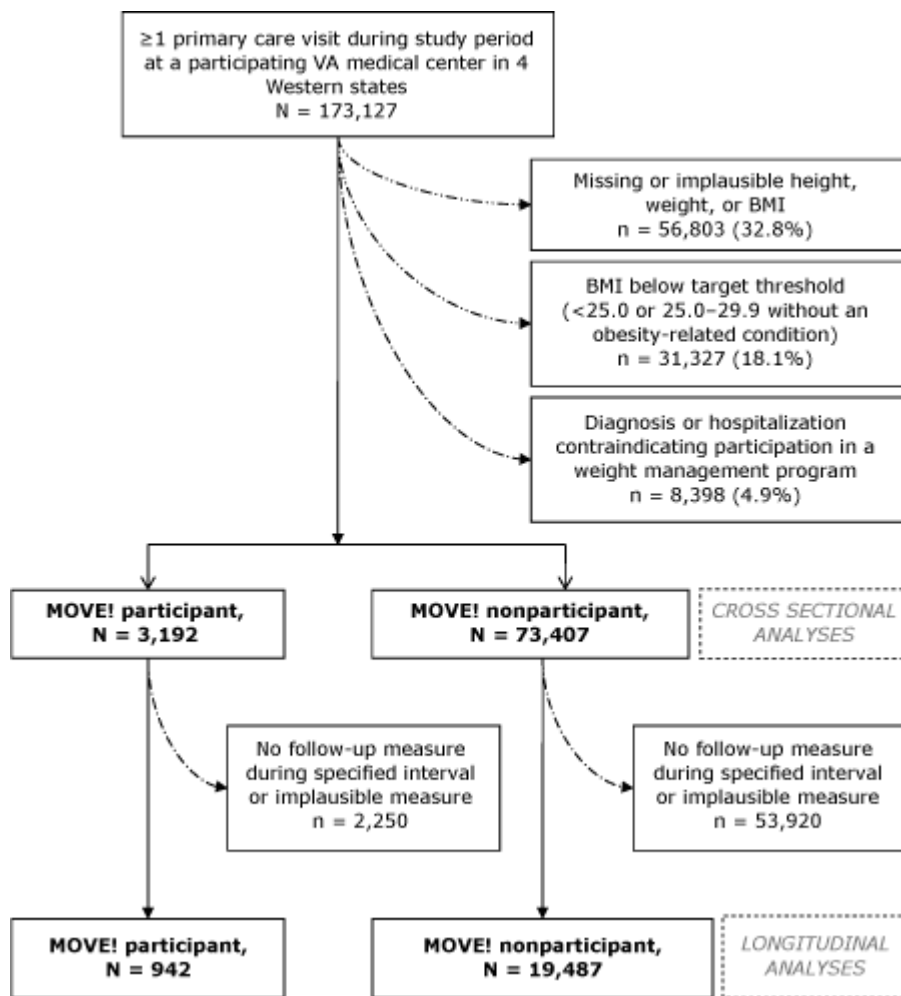 ≥1 primary care visit during study period
at a participating VA medical center in 4
Western states
N = 173,127
Missing or implausible height,
weight, or BMI
n = 56,803 (32.8%)
BMI below target threshold
(<25.0 or 25.0–29.9 without an
obesity-related condition)
n = 31,327 (18.1%)
Diagnosis or hospitalization
contraindicating participation in a
weight management program
n = 8,398 (4.9%)
MOVE! participant,
N = 3,192
MOVE! nonparticipant,
N = 73,407
CROSS SECTIONAL
ANALYSES
No follow-up measure
during specified interval
or implausible measure
n = 2,250
No follow-up measure
during specified interval
or implausible measure
n = 53,920
MOVE! participant,
N = 942
MOVE! nonparticipant,
N = 19,487
LONGITUDINAL
ANALYSES